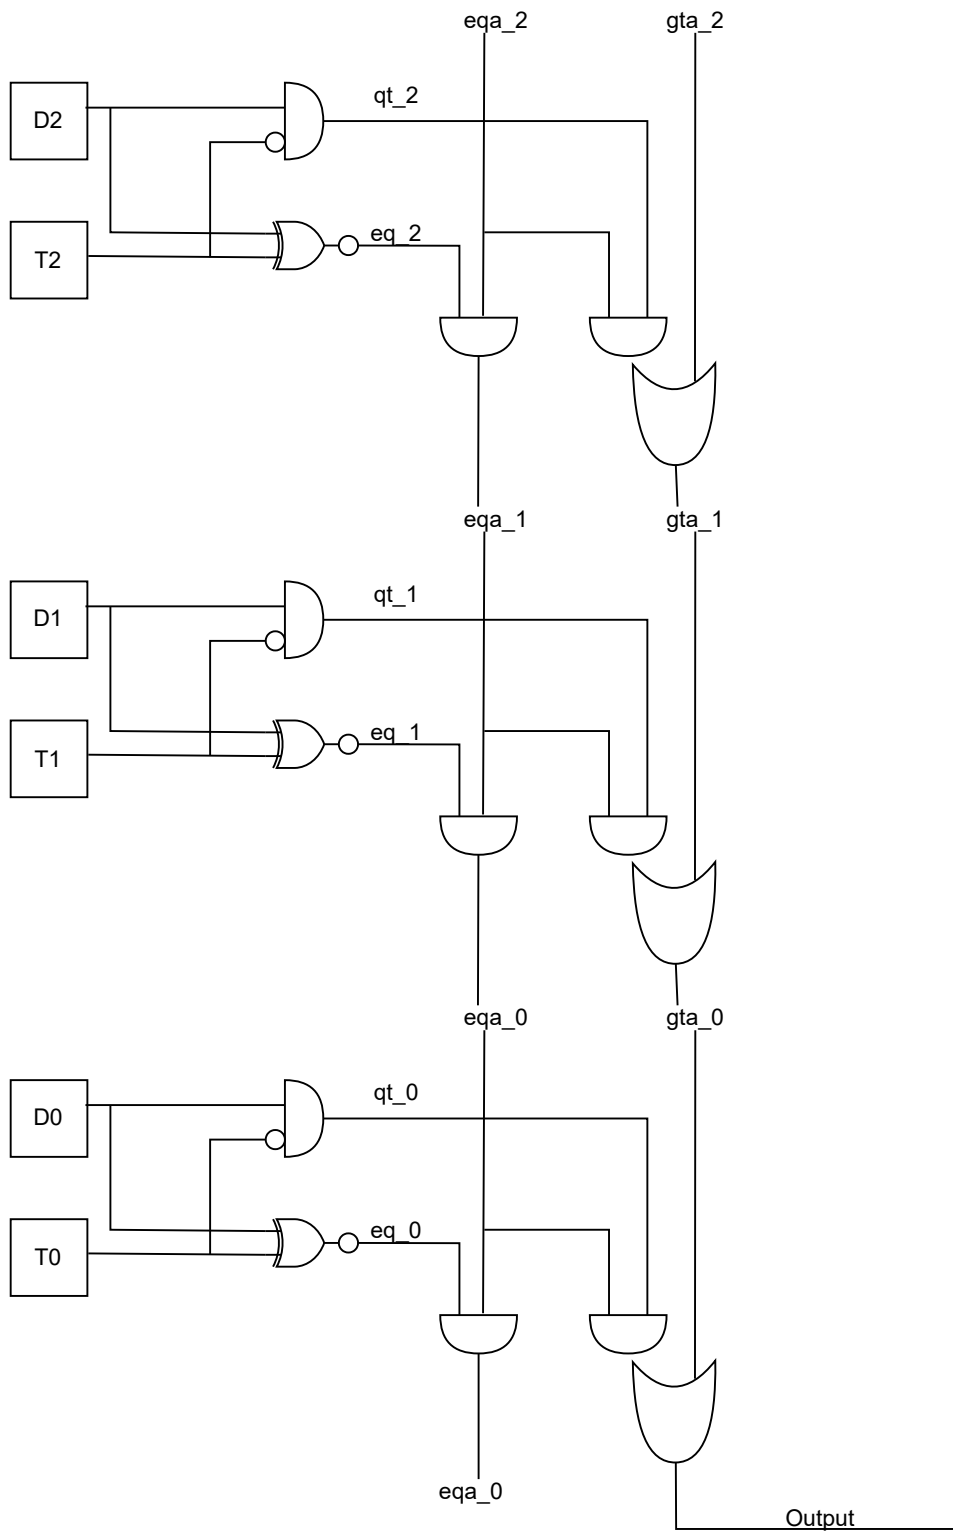 eqa_2 gta_2
D2
qt_2
T2
eq_2
eqa_1 gta_1
D1
qt_1
T1
eq_1
eqa_0 gta_0
D0
qt_0
T0
eq_0
eqa_0
Output